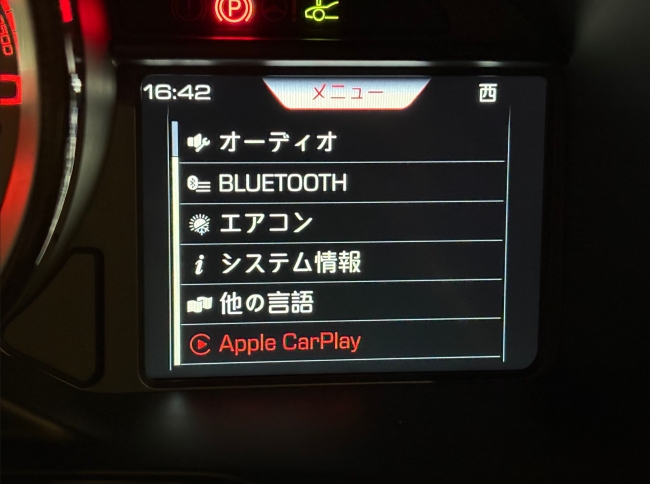 P
16:42 メニュー 西
オーディオ
BLUETOOTH
エアコン
システム情報
他の言語
Apple CarPlay